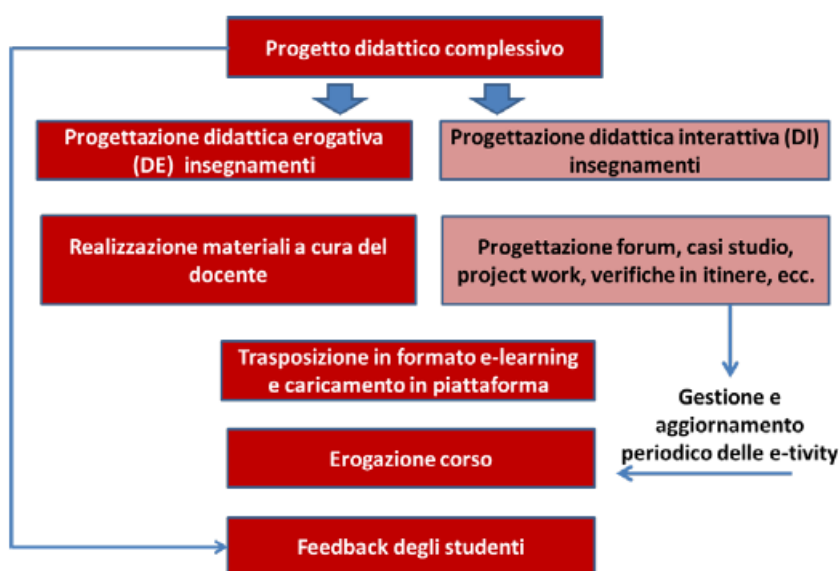 Progetto didattico complessivo
Progettazione didattica erogativa
(DE) insegnamenti
Progettazione didattica interattiva (DI)
insegnamenti
Realizzazione materiali a cura del
docente
Progettazione forum, casi studio,
project work, verifiche in itinere, ecc.
Trasposizione in formato e-learning
e caricamento in piattaforma
Gestione e
aggiornamento
periodico delle e-tivity
Erogazione corso
Feedback degli studenti